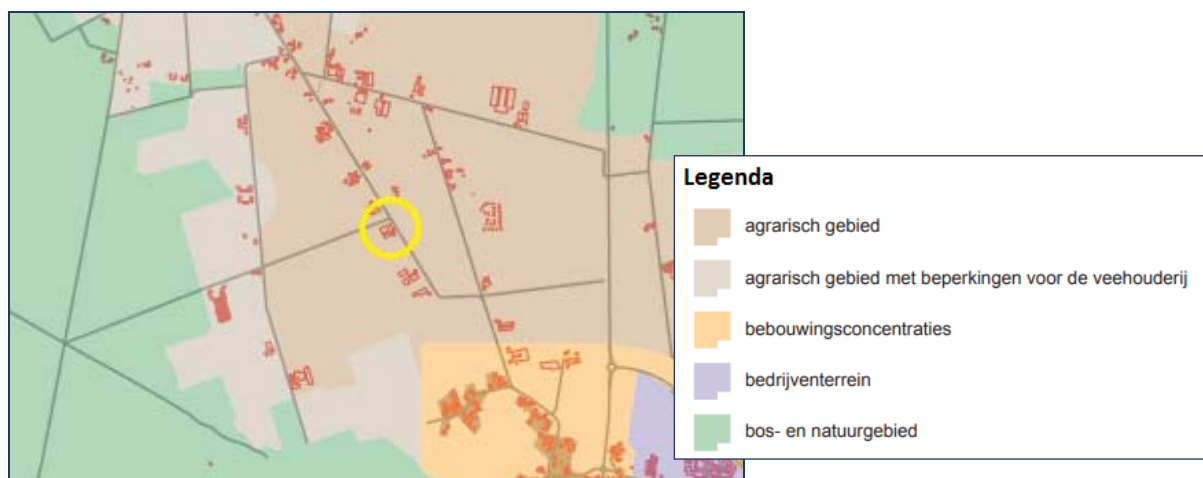 Legenda
agrarisch gebied
agrarisch gebied met beperkingen voor de veehouderij
bebouwingsconcentraties
bedrijventerrein
bos- en natuurgebied